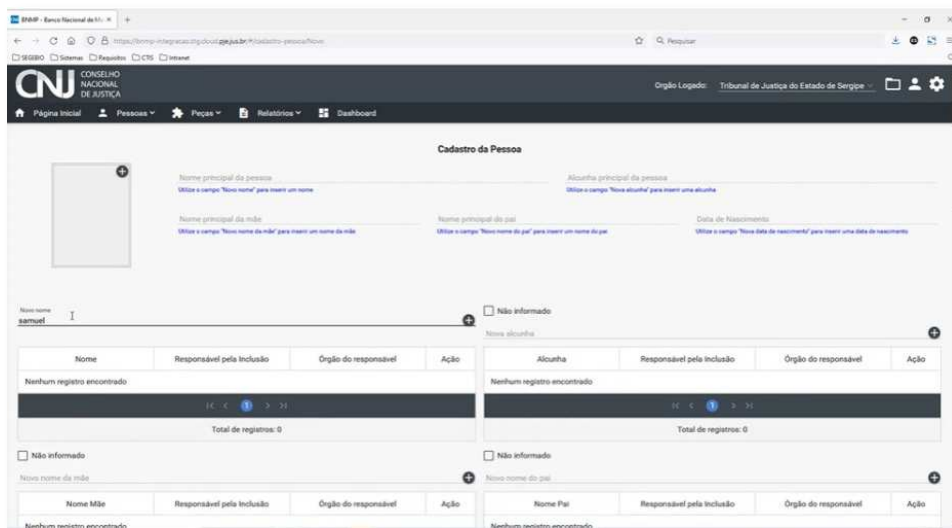 BNMP - Banco Nacional de
https://bnmp-integracao.stg.cloud.pje.jus.br/#/cadastro-pessoa/Novo
Pesquisar
SEGEBIO Sistemas Requisitos CTIS Intranet
CNJ
CONSELHO
NACIONAL
DE JUSTIÇA
Orgão Logado: Tribunal de Justiça do Estado de Sergipe
Página Inicial Pessoas Peças Relatórios Dashboard
Cadastro da Pessoa
Nome principal da pessoa Alcunha principal da pessoa
Utilize o campo "Novo nome" para inserir um nome Utilize o campo "Nova alcunha" para inserir uma alcunha
Nome principal da mãe Nome principal do pai Data de Nascimento
Utilize o campo "Novo nome da mãe" para inserir um nome da mãe Utilize o campo "Novo nome do pai" para inserir um nome do pai Utilize o campo "Nova data de nascimento" para inserir uma data de nascimento
Novo nome Não informado
samuel Nova alcunha
Nome Responsável pela Inclusão Órgão do responsável Ação Alcunha Responsável pela Inclusão Órgão do responsável Ação
Nenhum registro encontrado Nenhum registro encontrado
1 1
Total de registros: 0 Total de registros: 0
Não informado Não informado
Novo nome da mãe Novo nome do pai
Nome Mãe Responsável pela Inclusão Órgão do responsável Ação Nome Pai Responsável pela Inclusão Órgão do responsável Ação
Nenhum registro encontrado Nenhum registro encontrado